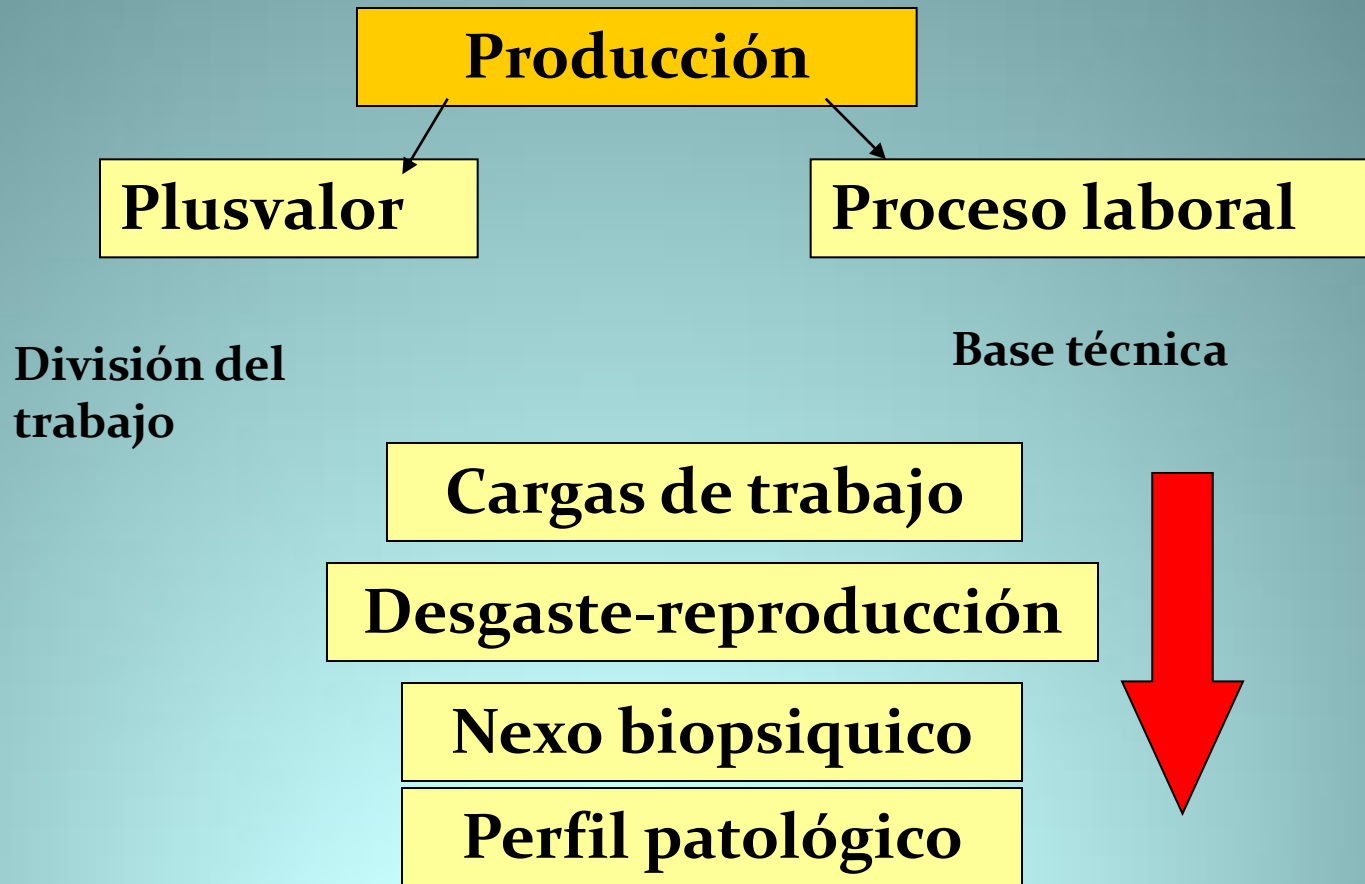 Producción
Plusvalor
Proceso laboral
División del
trabajo
Base técnica
Cargas de trabajo
Desgaste-reproducción
Nexo biopsiquico
Perfil patológico